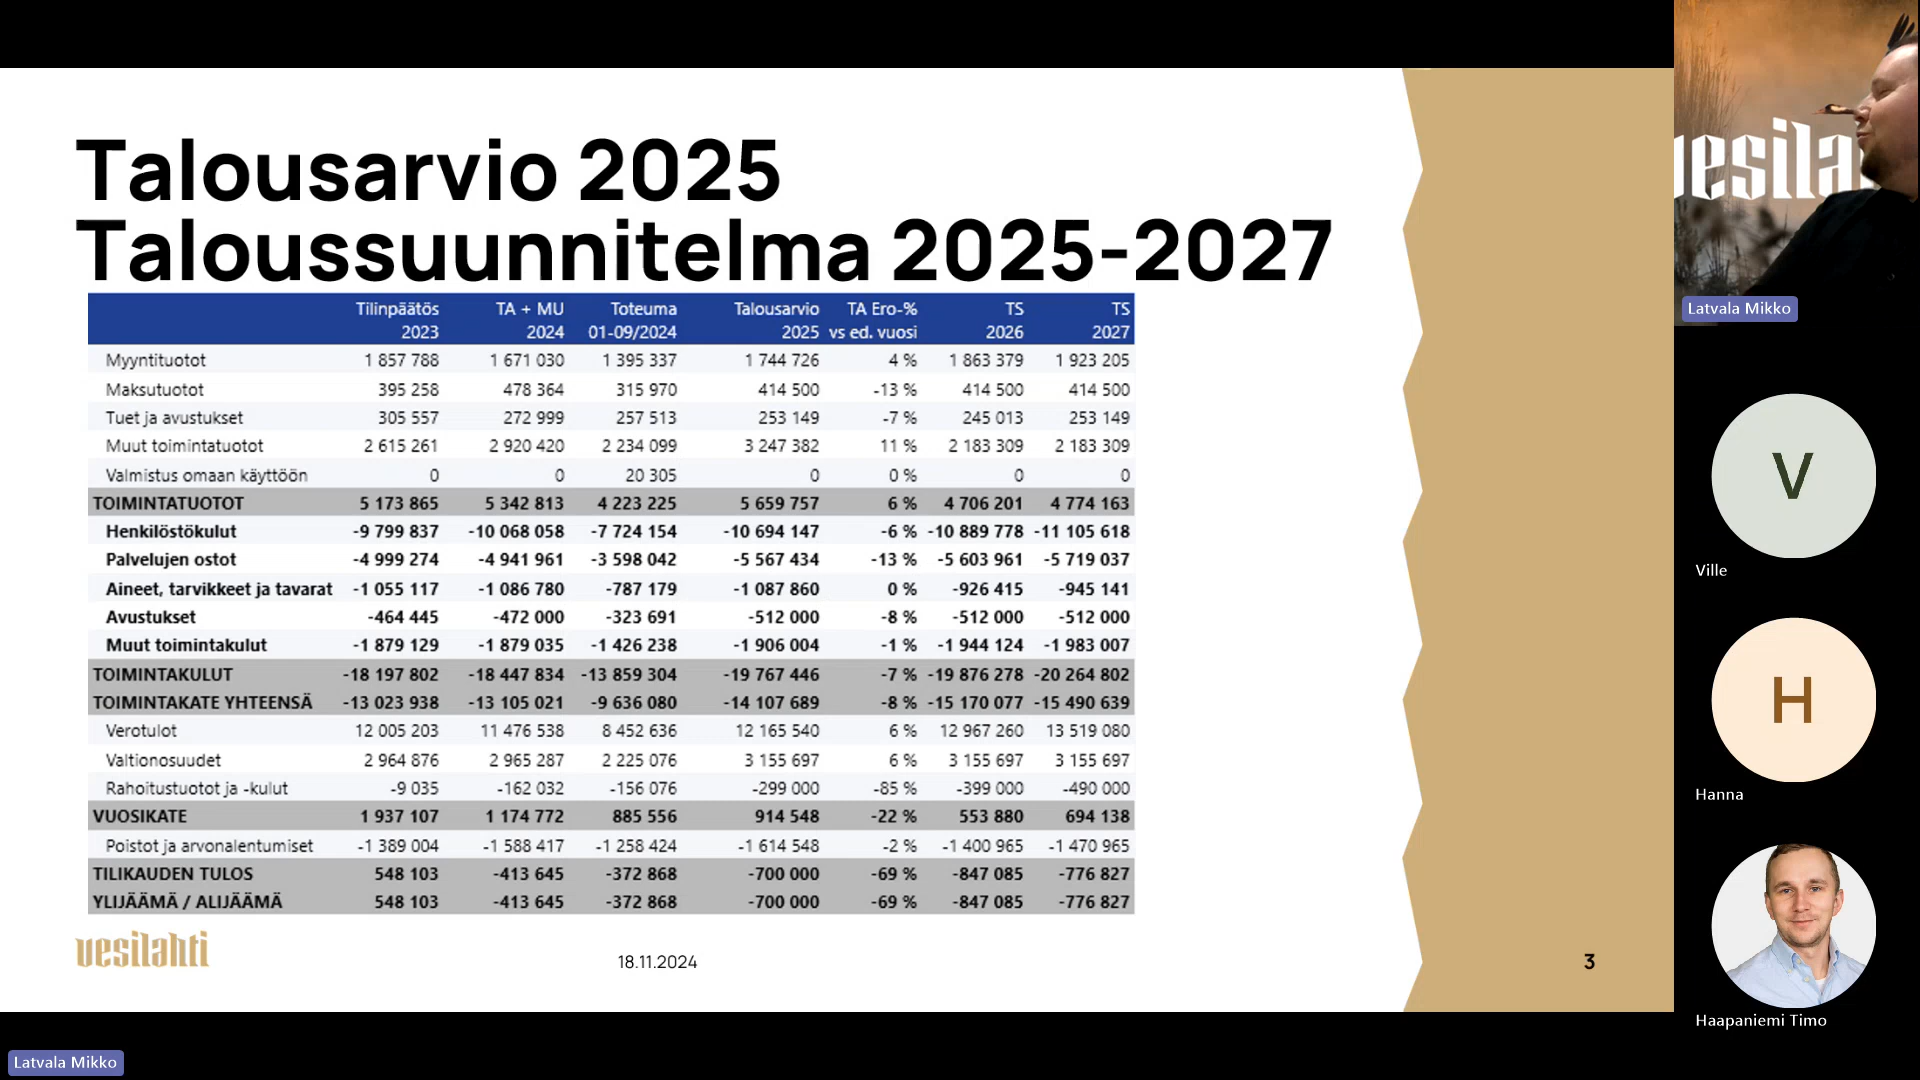 Talousarvio 2025
Taloussuunnitelma 2025-2027
Tilinpäätös 2023 TA + MU 2024 Toteuma 01-09/2024 Talousarvio 2025 TA Ero-% vs ed. vuosi TS 2026 TS 2027
Myyntituotot 1 857 788 1 671 030 1 395 337 1 744 726 4 % 1 863 379 1 923 205
Maksutuotot 395 258 478 364 315 970 414 500 -13 % 414 500 414 500
Tuet ja avustukset 305 557 272 999 257 513 253 149 -7 % 245 013 253 149
Muut toimintatuotot 2 615 261 2 920 420 2 234 099 3 247 382 11 % 2 183 309 2 183 309
Valmistus omaan käyttöön 0 0 20 305 0 0 % 0 0
TOIMINTATUOTOT 5 173 865 5 342 813 4 223 225 5 659 757 6 % 4 706 201 4 774 163
Henkilöstökulut -9 799 837 -10 068 058 -7 724 154 -10 694 147 -6 % -10 889 778 -11 105 618
Palvelujen ostot -4 999 274 -4 941 961 -3 598 042 -5 567 434 -13 % -5 603 961 -5 719 037
Aineet, tarvikkeet ja tavarat -1 055 117 -1 086 780 -787 179 -1 087 860 0 % -926 415 -945 141
Avustukset -464 445 -472 000 -323 691 -512 000 -8 % -512 000 -512 000
Muut toimintakulut -1 879 129 -1 879 035 -1 426 238 -1 906 004 -1 % -1 944 124 -1 983 007
TOIMINTAKULUT -18 197 802 -18 447 834 -13 859 304 -19 767 446 -7 % -19 876 278 -20 264 802
TOIMINTAKATE YHTEENSÄ -13 023 938 -13 105 021 -9 636 080 -14 107 689 -8 % -15 170 077 -15 490 639
Verotulot 12 005 203 11 476 538 8 452 636 12 165 540 6 % 12 967 260 13 519 080
Valtionosuudet 2 964 876 2 965 287 2 225 076 3 155 697 6 % 3 155 697 3 155 697
Rahoitustuotot ja -kulut -9 035 -162 032 -156 076 -299 000 -85 % -399 000 -490 000
VUOSIKATE 1 937 107 1 174 772 885 556 914 548 -22 % 553 880 694 138
Poistot ja arvonalentumiset -1 389 004 -1 588 417 -1 258 424 -1 614 548 -2 % -1 400 965 -1 470 965
TILIKAUDEN TULOS 548 103 -413 645 -372 868 -700 000 -69 % -847 085 -776 827
YLIJÄÄMÄ / ALIJÄÄMÄ 548 103 -413 645 -372 868 -700 000 -69 % -847 085 -776 827
vesilahti
18.11.2024
3
Latvala Mikko
vesila
Latvala Mikko
V
Ville
H
Hanna
Haapaniemi Timo